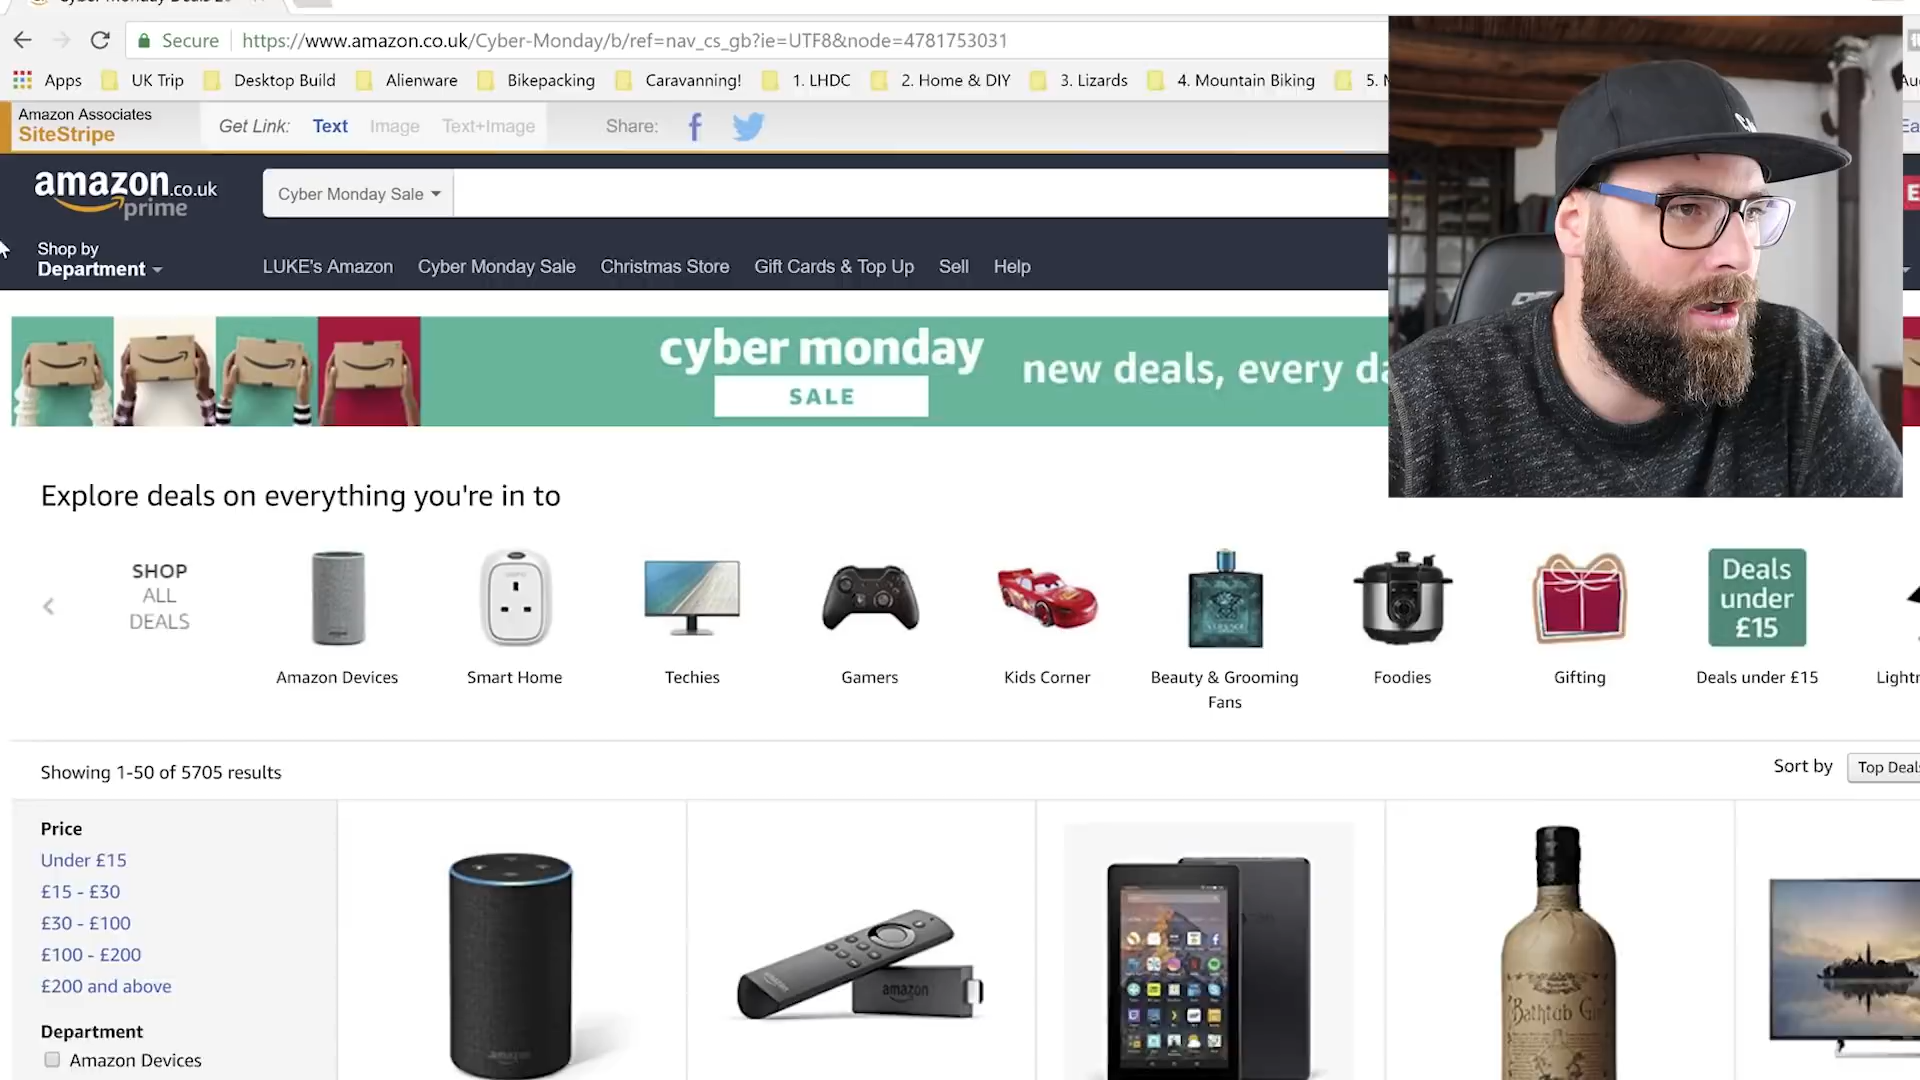 Cyber Monday Deals 20
Secure https://www.amazon.co.uk/Cyber-Monday/b/ref=nav_cs_gb?ie=UTF8&node=4781753031
Apps UK Trip Desktop Build Alienware Bikepacking Caravanning! 1. LHDC 2. Home & DIY 3. Lizards 4. Mountain Biking 5.
Amazon Associates
SiteStripe
Get Link: Text Image Text+Image Share:
amazon.co.uk
prime
Cyber Monday Sale
Shop by
Department
LUKE's Amazon Cyber Monday Sale Christmas Store Gift Cards & Top Up Sell Help
cyber monday
SALE
new deals, every da
Explore deals on everything you're in to
SHOP
ALL
DEALS
Deals
under
£15
Amazon Devices Smart Home Techies Gamers Kids Corner Beauty & Grooming Fans Foodies Gifting Deals under £15 Lightn
Showing 1-50 of 5705 results
Sort by Top Deals
Price
Under £15
£15 - £30
£30 - £100
£100 - £200
£200 and above
Department
Amazon Devices
amazon
amazon
Bathtub Gin